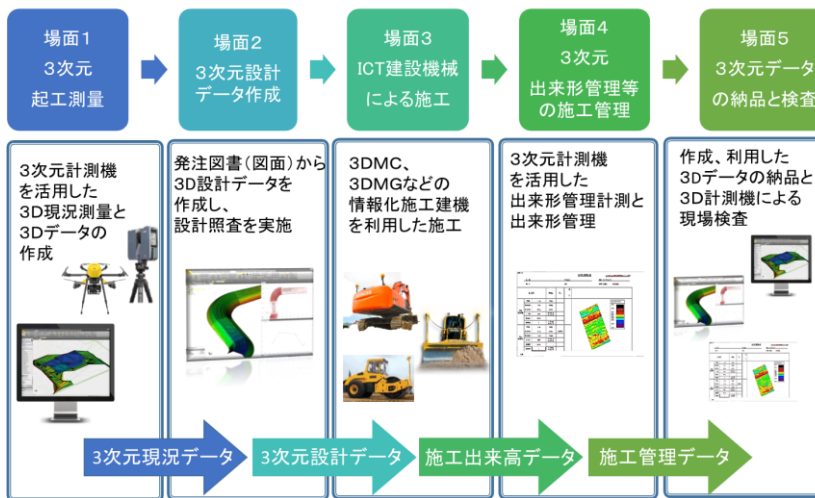 場面1
3次元
起工測量
場面2
3次元設計
データ作成
場面3
ICT建設機械
による施工
場面4
3次元
出来形管理等
の施工管理
場面5
3次元データ
の納品と検査
3次元計測機
を活用した
3D現況測量と
3Dデータの
作成
発注図書(図面)から
3D設計データを
作成し、
設計照査を実施
3DMC、
3DMGなどの
情報化施工建機
を利用した施工
3次元計測機
を活用した
出来形管理計測と
出来形管理
作成、利用した
3Dデータの納品と
3D計測機による
現場検査
3次元現況データ
3次元設計データ
施工出来高データ
施工管理データ